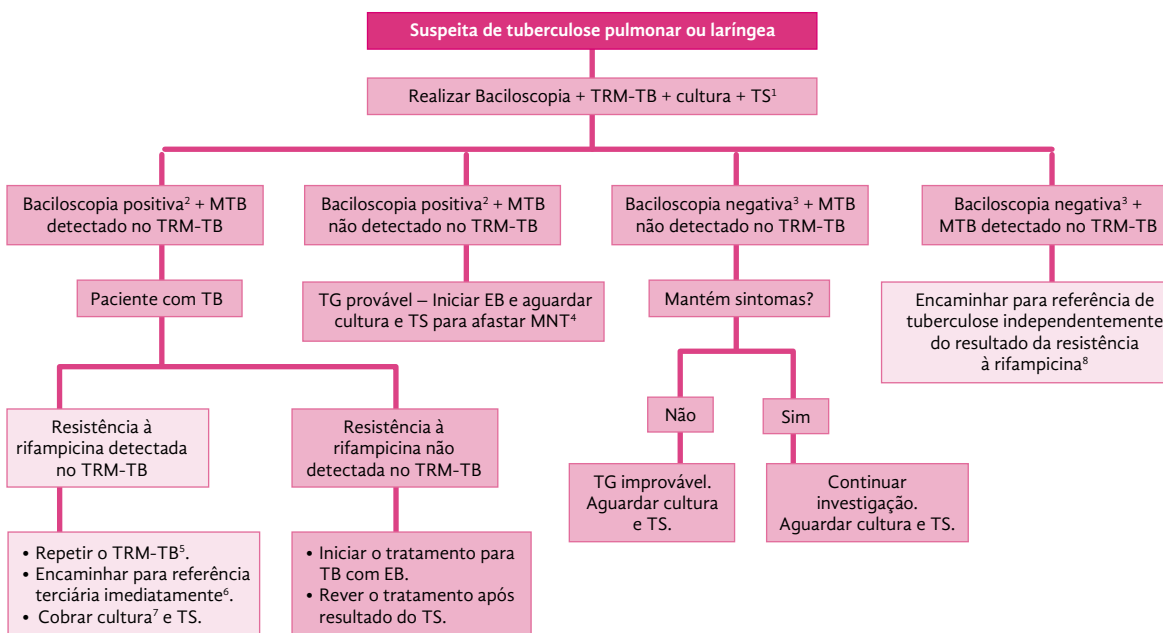 Suspeita de tuberculose pulmonar ou laríngea
Realizar Baciloscopia + TRM-TB + cultura + TS¹
Baciloscopia positiva² + MTB
detectado no TRM-TB
Baciloscopia positiva² + MTB
não detectado no TRM-TB
Baciloscopia negativa³ + MTB
não detectado no TRM-TB
Baciloscopia negativa³ +
MTB detectado no TRM-TB
Paciente com TB
TG provável – Iniciar EB e aguardar
cultura e TS para afastar MNT⁴
Mantém sintomas?
Encaminhar para referência de
tuberculose independentemente
do resultado da resistência
à rifampicina⁸
Resistência à
rifampicina detectada
no TRM-TB
Resistência à
rifampicina não
detectada no TRM-TB
Não
Sim
TG improvável.
Aguardar cultura
e TS.
Continuar
investigação.
Aguardar cultura e TS.
• Repetir o TRM-TB⁵.
• Encaminhar para referência
terciária imediatamente⁶.
• Cobrar cultura⁷ e TS.
• Iniciar o tratamento para
TB com EB.
• Rever o tratamento após
resultado do TS.